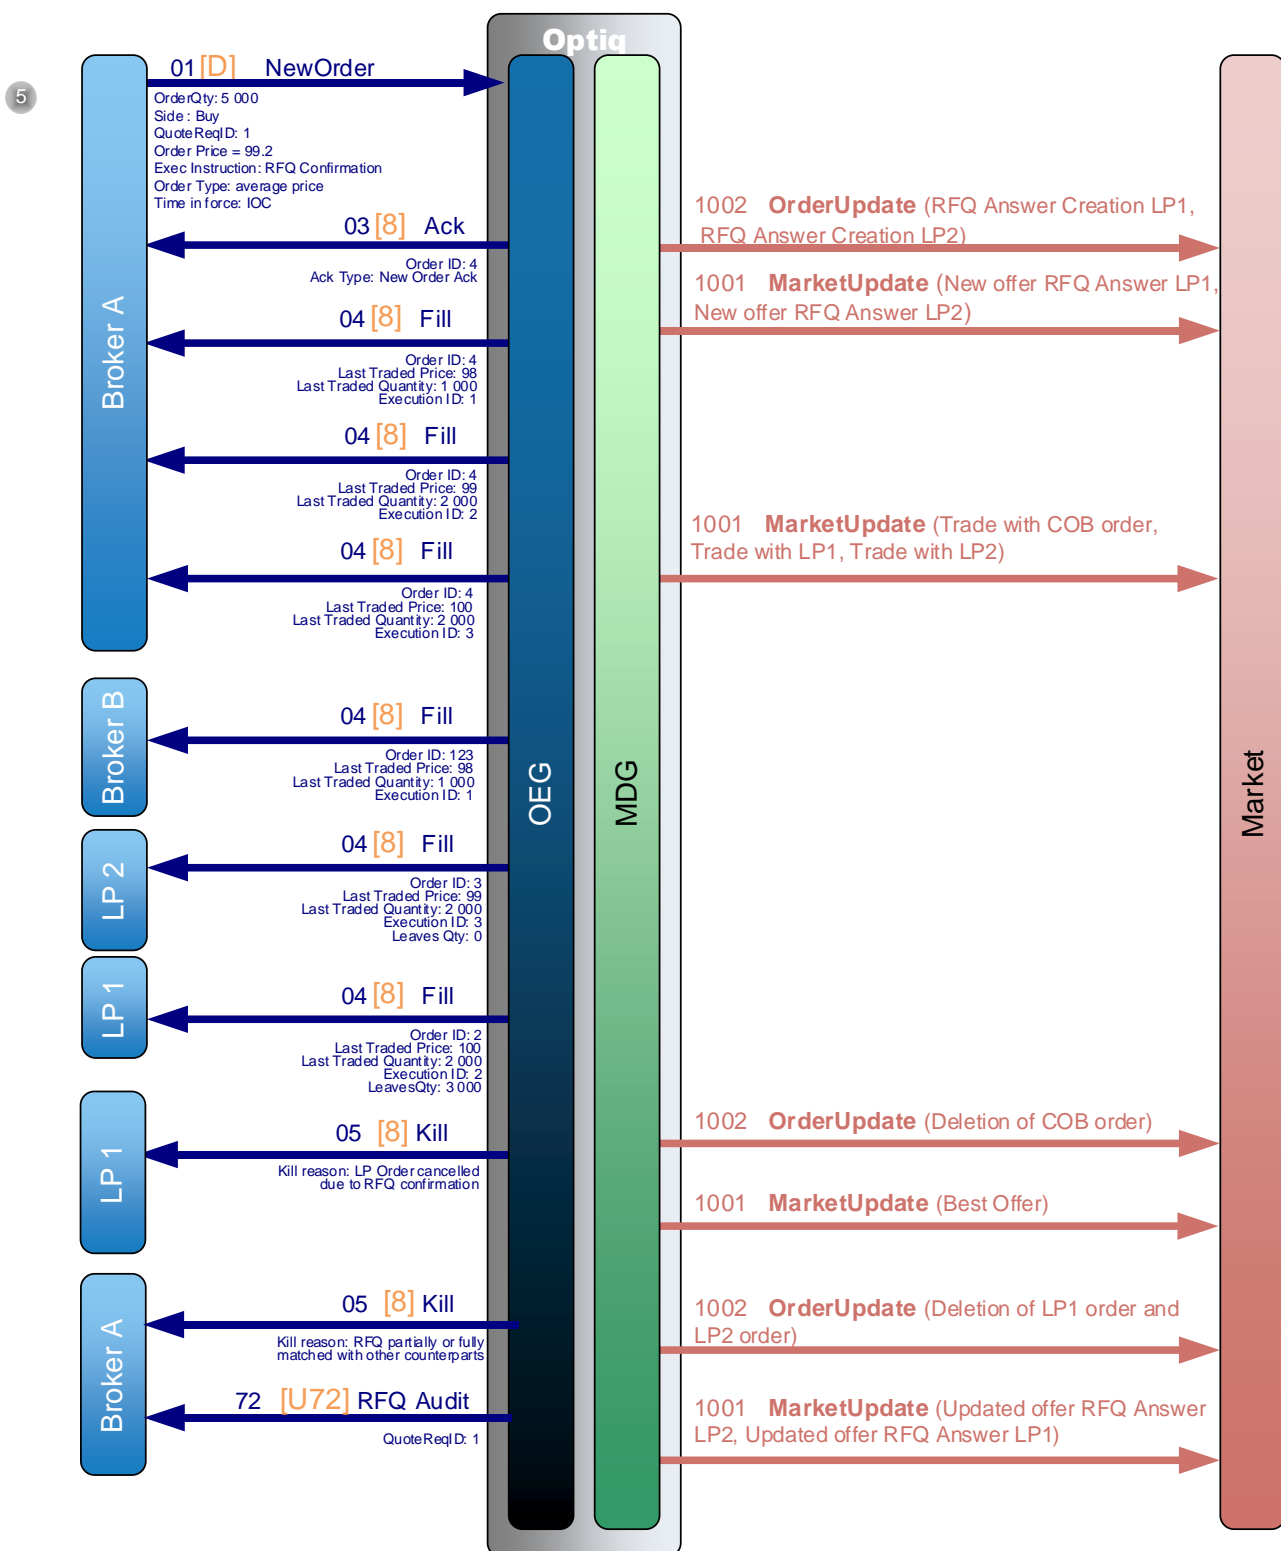 Optiq
5
01 [D] NewOrder
OrderQty: 5 000
Side : Buy
QuoteReqID: 1
Order Price = 99.2
Exec Instruction: RFQ Confirmation
Order Type: average price
Time in force: IOC
03 [8] Ack
Order ID: 4
Ack Type: New Order Ack
04 [8] Fill
Order ID: 4
Last Traded Price: 98
Last Traded Quantity: 1 000
Execution ID: 1
04 [8] Fill
Order ID: 4
Last Traded Price: 99
Last Traded Quantity: 2 000
Execution ID: 2
04 [8] Fill
Order ID: 4
Last Traded Price: 100
Last Traded Quantity: 2 000
Execution ID: 3
Broker A
04 [8] Fill
Order ID: 123
Last Traded Price: 98
Last Traded Quantity: 1 000
Execution ID: 1
Broker B
04 [8] Fill
Order ID: 3
Last Traded Price: 99
Last Traded Quantity: 2 000
Execution ID: 3
Leaves Qty: 0
LP 2
04 [8] Fill
Order ID: 2
Last Traded Price: 100
Last Traded Quantity: 2 000
Execution ID: 2
LeavesQty: 3 000
LP 1
05 [8] Kill
Kill reason: LP Order cancelled
due to RFQ confirmation
LP 1
05 [8] Kill
Kill reason: RFQ partially or fully
matched with other counterparts
72 [U72] RFQ Audit
QuoteReqID: 1
Broker A
OEG
MDG
1002 OrderUpdate (RFQ Answer Creation LP1,
RFQ Answer Creation LP2)
1001 MarketUpdate (New offer RFQ Answer LP1,
New offer RFQ Answer LP2)
1001 MarketUpdate (Trade with COB order,
Trade with LP1, Trade with LP2)
1002 OrderUpdate (Deletion of COB order)
1001 MarketUpdate (Best Offer)
1002 OrderUpdate (Deletion of LP1 order and
LP2 order)
1001 MarketUpdate (Updated offer RFQ Answer
LP2, Updated offer RFQ Answer LP1)
Market